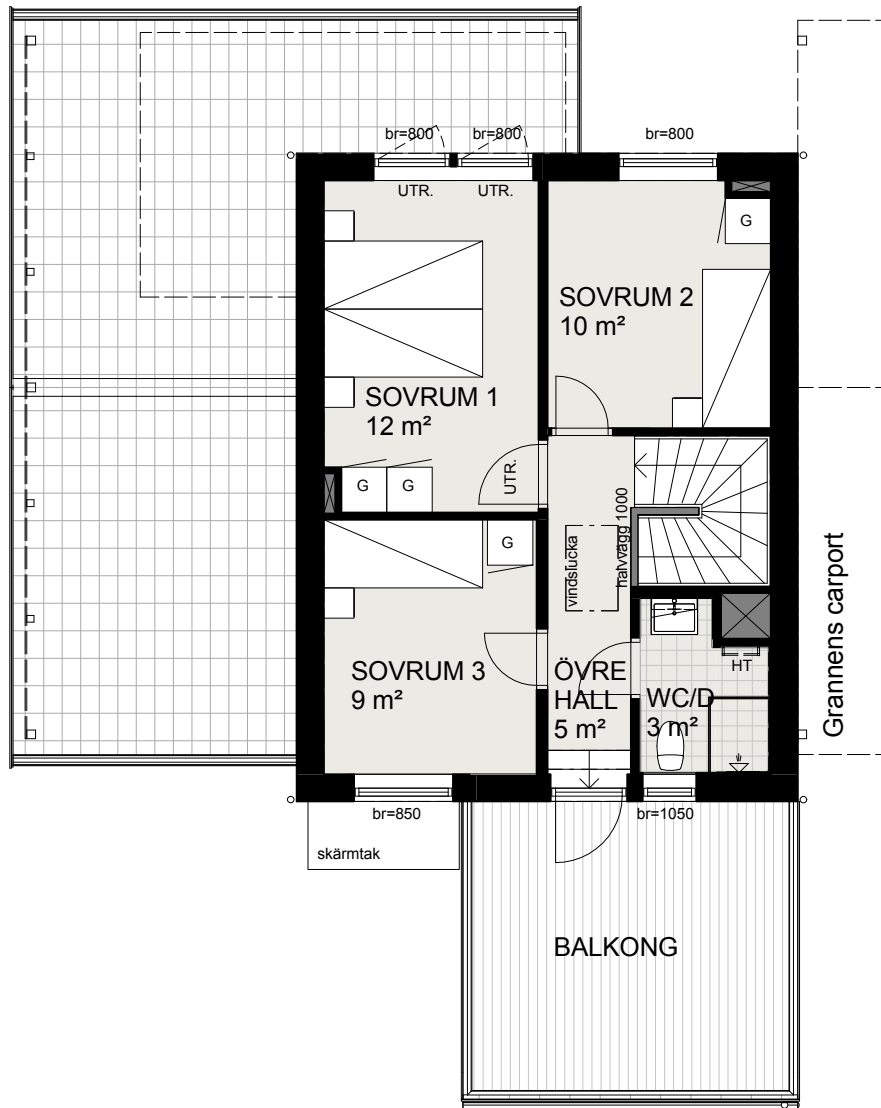 br=800
br=800
br=800
UTR.
UTR.
G
SOVRUM 2
10 m²
SOVRUM 1
12 m²
UTR.
G
G
halvvägg 1000
G
vindslucka
Grannens carport
HT
SOVRUM 3
9 m²
ÖVRE
HALL
5 m²
WC/D
3 m²
br=850
br=1050
skärmtak
BALKONG